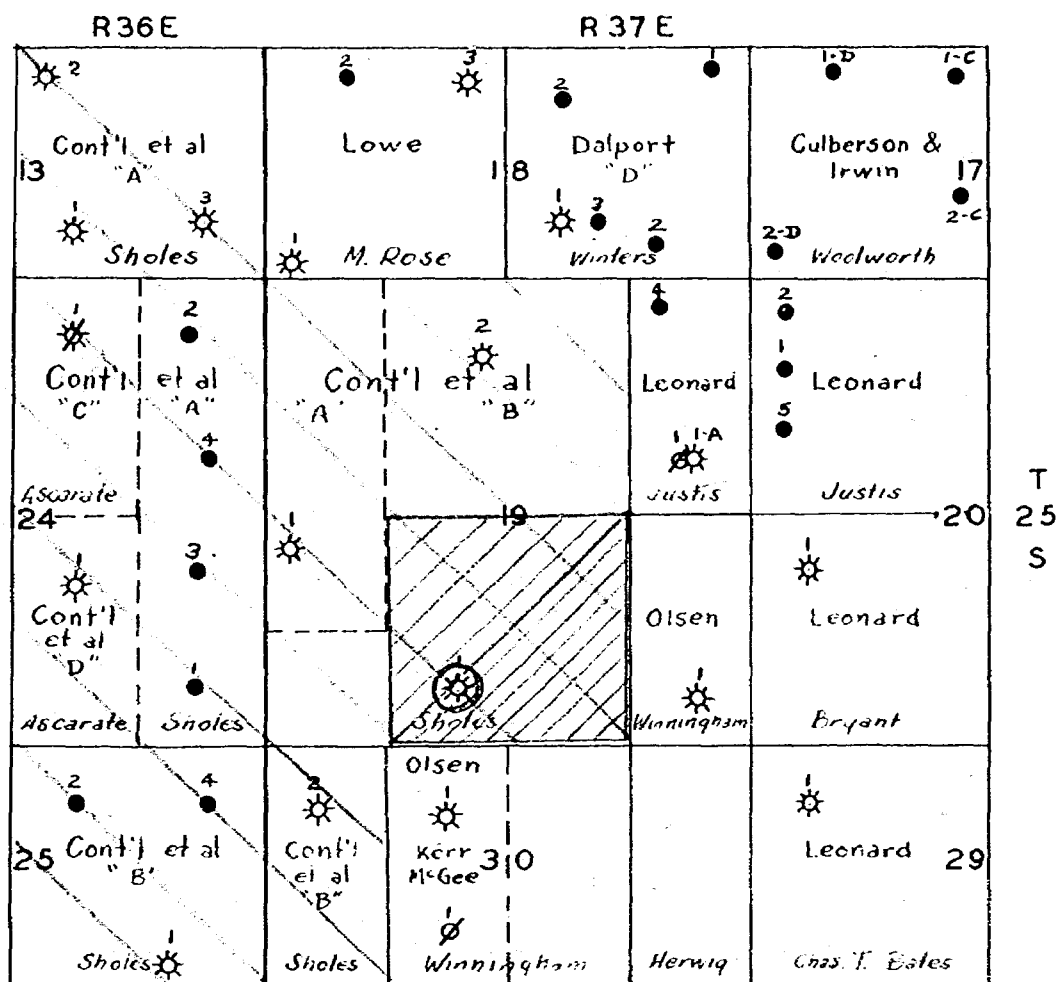 R 36 E
R 37 E
2
Cont'l et al
"A"
13
1
3
Sholes
2
3
Lowe
18
1
M. Rose
1
2
Dalport
"D"
1
3
2
Winters
1-D
1-C
Culberson &
Irwin
17
2-C
2-D
Woolworth
1
2
Cont'l et al
"C"
"A"
4
Ascarate
24
1
3
Cont'l
et al
"D"
1
Ascarate
Sholes
2
Cont'l et al
"A"
"B"
19
1
1
Sholes
4
Leonard
1
1-A
Justis
2
1
Leonard
5
Justis
20
T
25
S
Olsen
1
Winningham
1
Leonard
Bryant
2
4
25
Cont'l et al
"B"
1
Sholes
2
Cont'l
et al
"B"
Sholes
Olsen
1
Kerr
McGee
30
1
Winningham
Herwig
1
Leonard
29
Chas. T. Bates